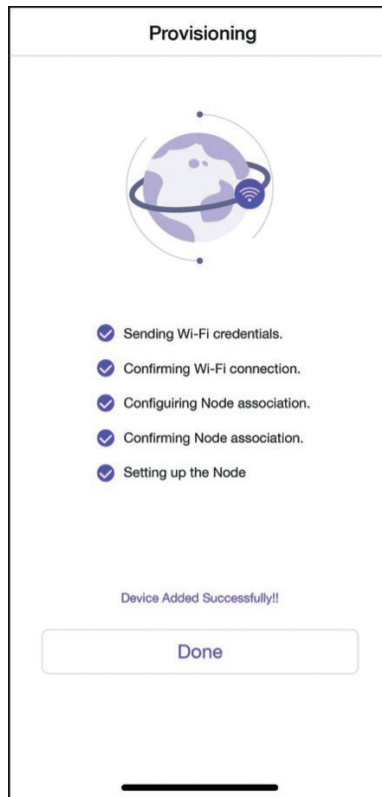 Provisioning
Sending Wi-Fi credentials.
Confirming Wi-Fi connection.
Configuiring Node association.
Confirming Node association.
Setting up the Node
Device Added Successfully!!
Done